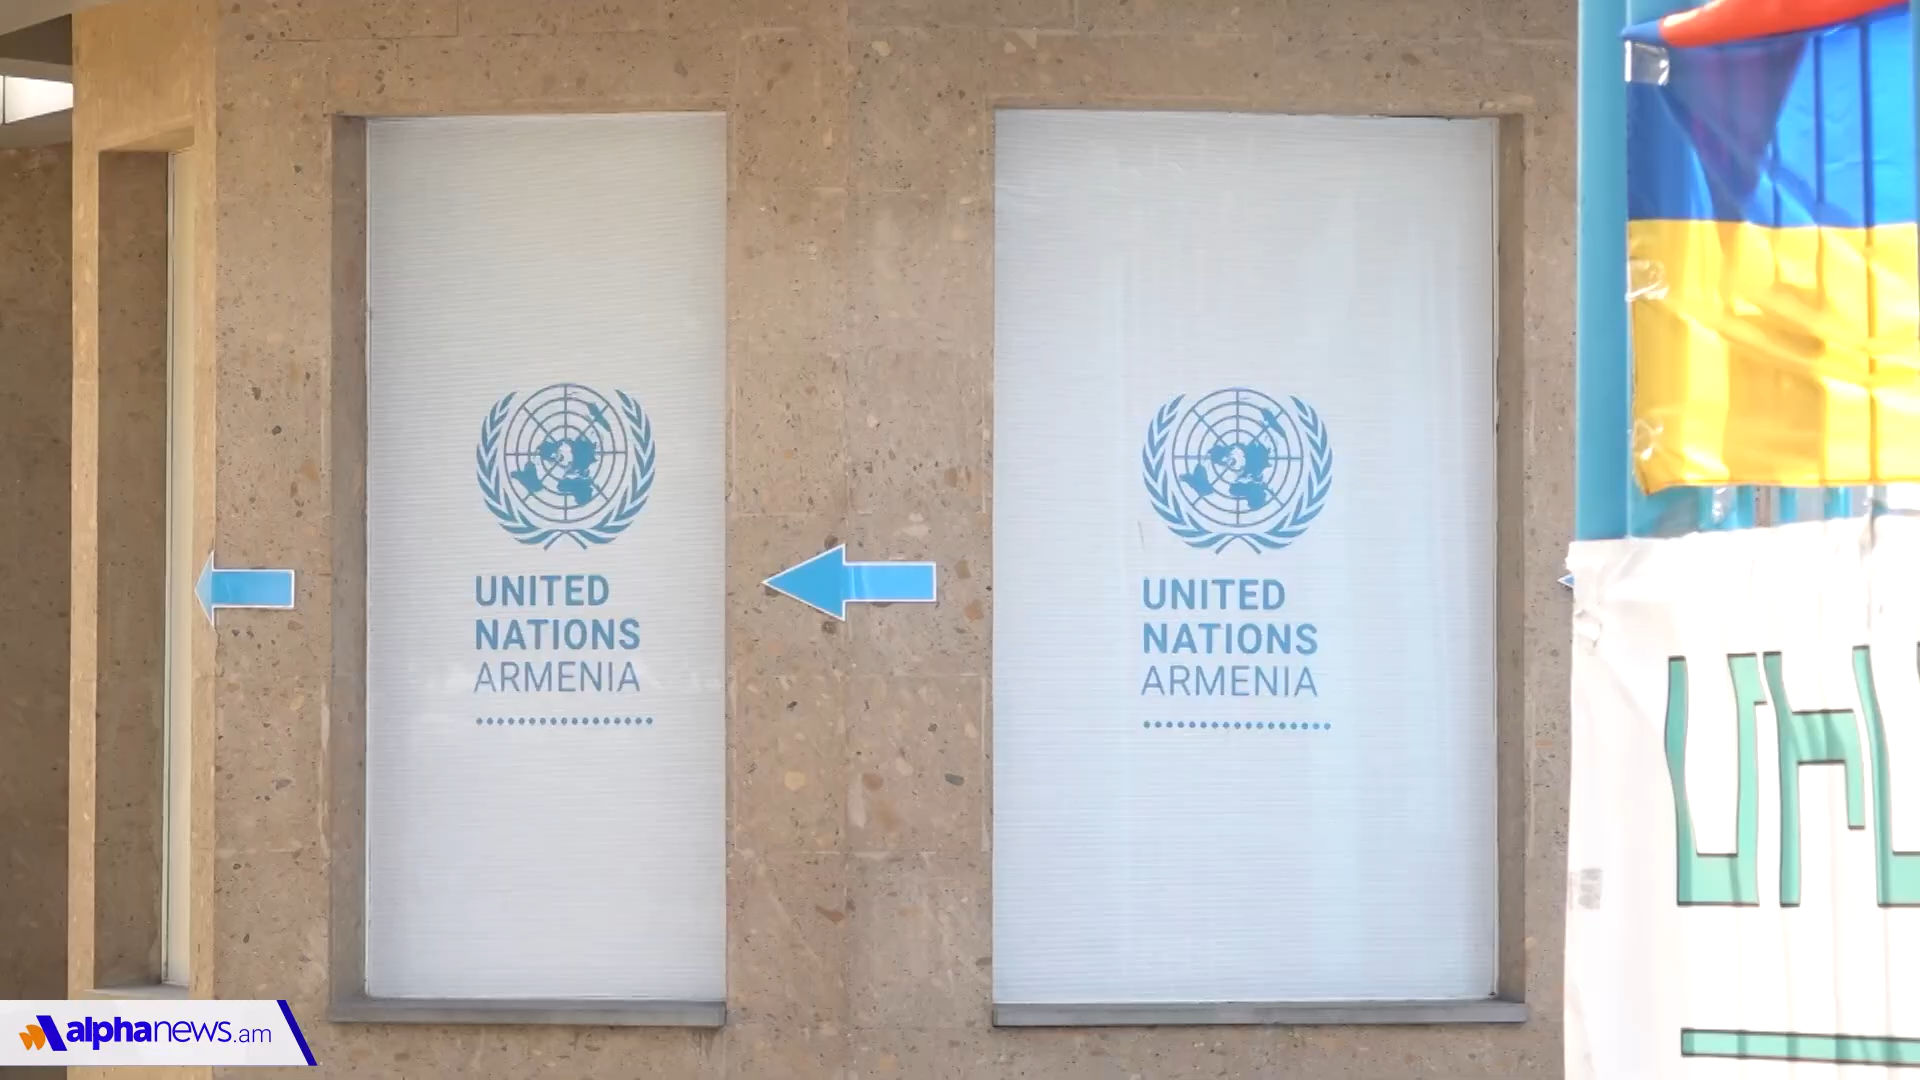 UNITED
NATIONS
ARMENIA
UNITED
NATIONS
ARMENIA
alphanews.am